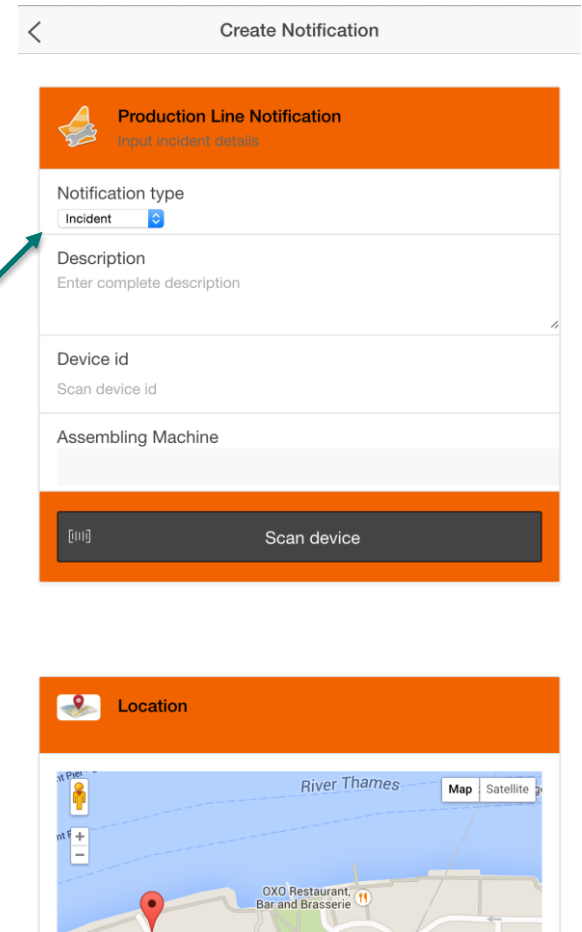 Create Notification
Production Line Notification
Input incident details
Notification type
Incident
Description
Enter complete description
Device id
Scan device id
Assembling Machine
Scan device
Location
River Thames
Map Satellite
+
−
OXO Restaurant,
Bar and Brasserie